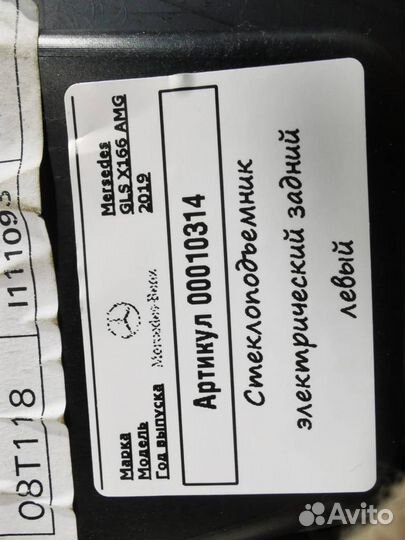 08T118 I11109
Марка Mersedes
Модель GLS X166 AMG
Год выпуска 2019
Mercedes-Benz
Артикул 00010314
Стеклоподъемник
электрический задний
левый
Avito